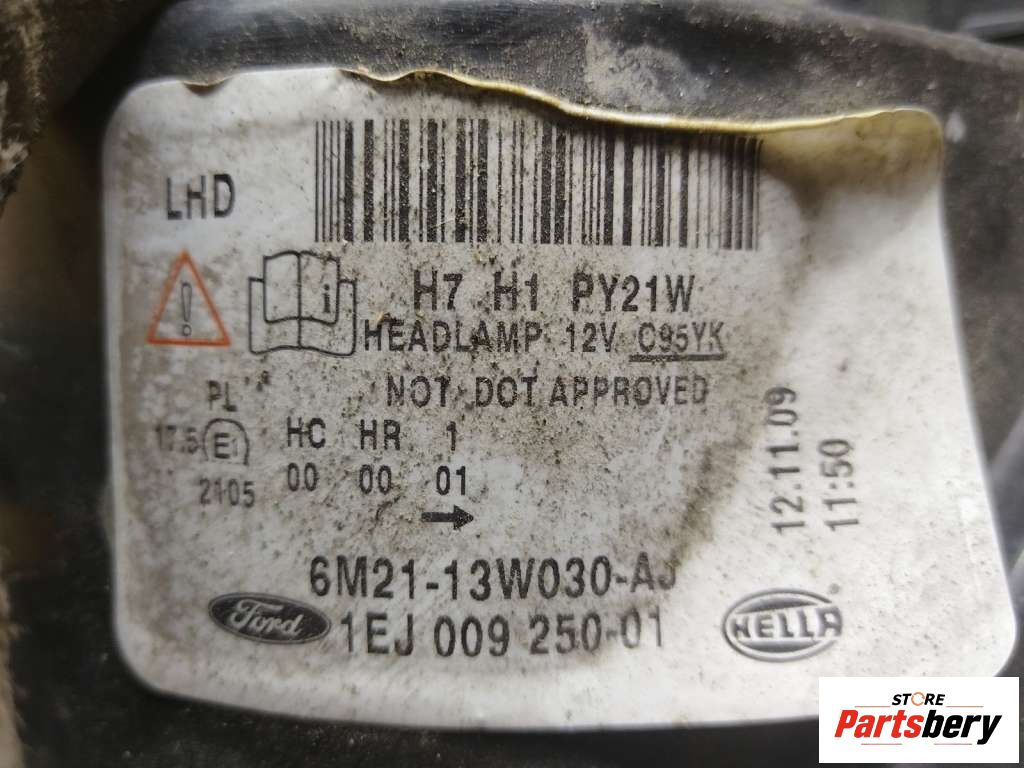 LHD
H7 H1 PY21W
HEADLAMP 12V C95YK
NOT DOT APPROVED
PL
17.5 E1 HC HR 1
2105 00 00 01
12.11.09
11:50
6M21-13W030-AJ
Ford
1EJ 009 250-01
HELLA
STORE
Partsbery